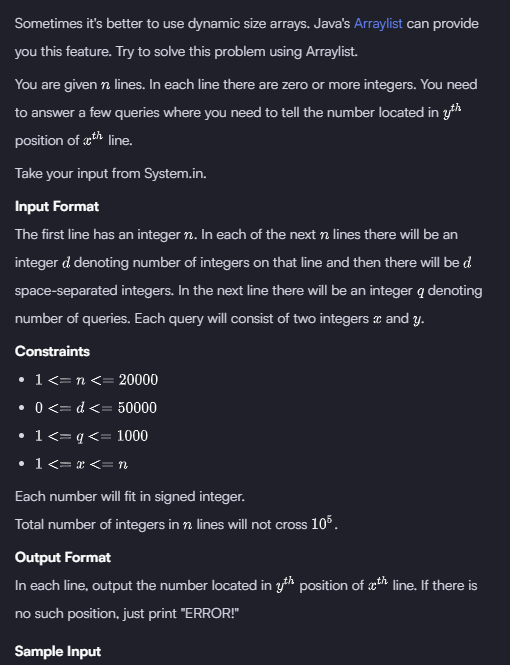 Sometimes it's better to use dynamic size arrays. Java's Arraylist can provide
you this feature. Try to solve this problem using Arraylist.
You are given n lines. In each line there are zero or more integers. You need
to answer a few queries where you need to tell the number located in y^th
position of x^th line.
Take your input from System.in.
Input Format
The first line has an integer n. In each of the next n lines there will be an
integer d denoting number of integers on that line and then there will be d
space-separated integers. In the next line there will be an integer q denoting
number of queries. Each query will consist of two integers x and y.
Constraints
• 1 <= n <= 20000
• 0 <= d <= 50000
• 1 <= q <= 1000
• 1 <= x <= n
Each number will fit in signed integer.
Total number of integers in n lines will not cross 10^5.
Output Format
In each line, output the number located in y^th position of x^th line. If there is
no such position, just print "ERROR!"
Sample Input